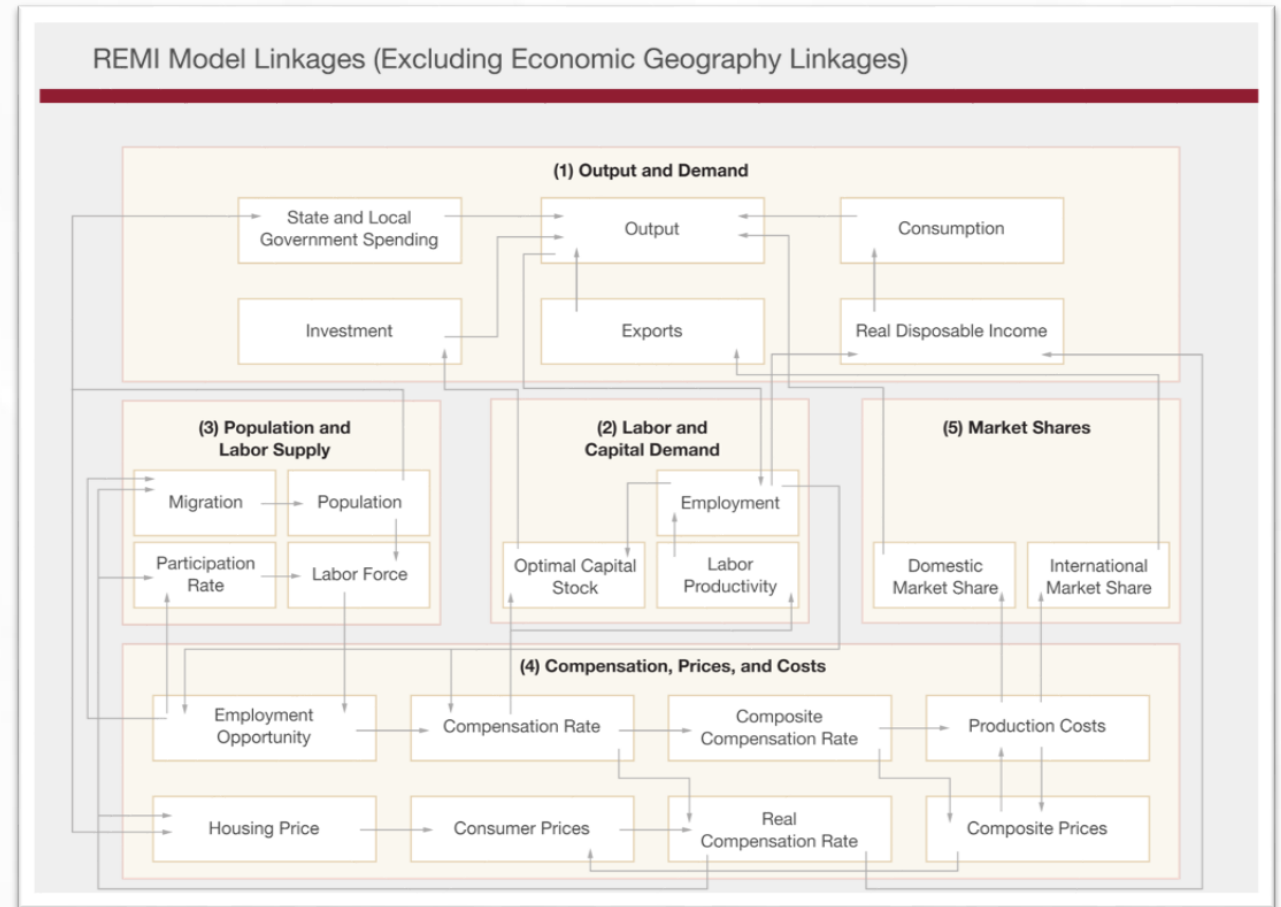 REMI Model Linkages (Excluding Economic Geography Linkages)
(1) Output and Demand
State and Local
Government Spending
Output
Consumption
Investment
Exports
Real Disposable Income
(3) Population and
Labor Supply
Migration
Population
Participation
Rate
Labor Force
(2) Labor and
Capital Demand
Employment
Optimal Capital
Stock
Labor
Productivity
(5) Market Shares
Domestic
Market Share
International
Market Share
(4) Compensation, Prices, and Costs
Employment
Opportunity
Compensation Rate
Composite
Compensation Rate
Production Costs
Housing Price
Consumer Prices
Real
Compensation Rate
Composite Prices